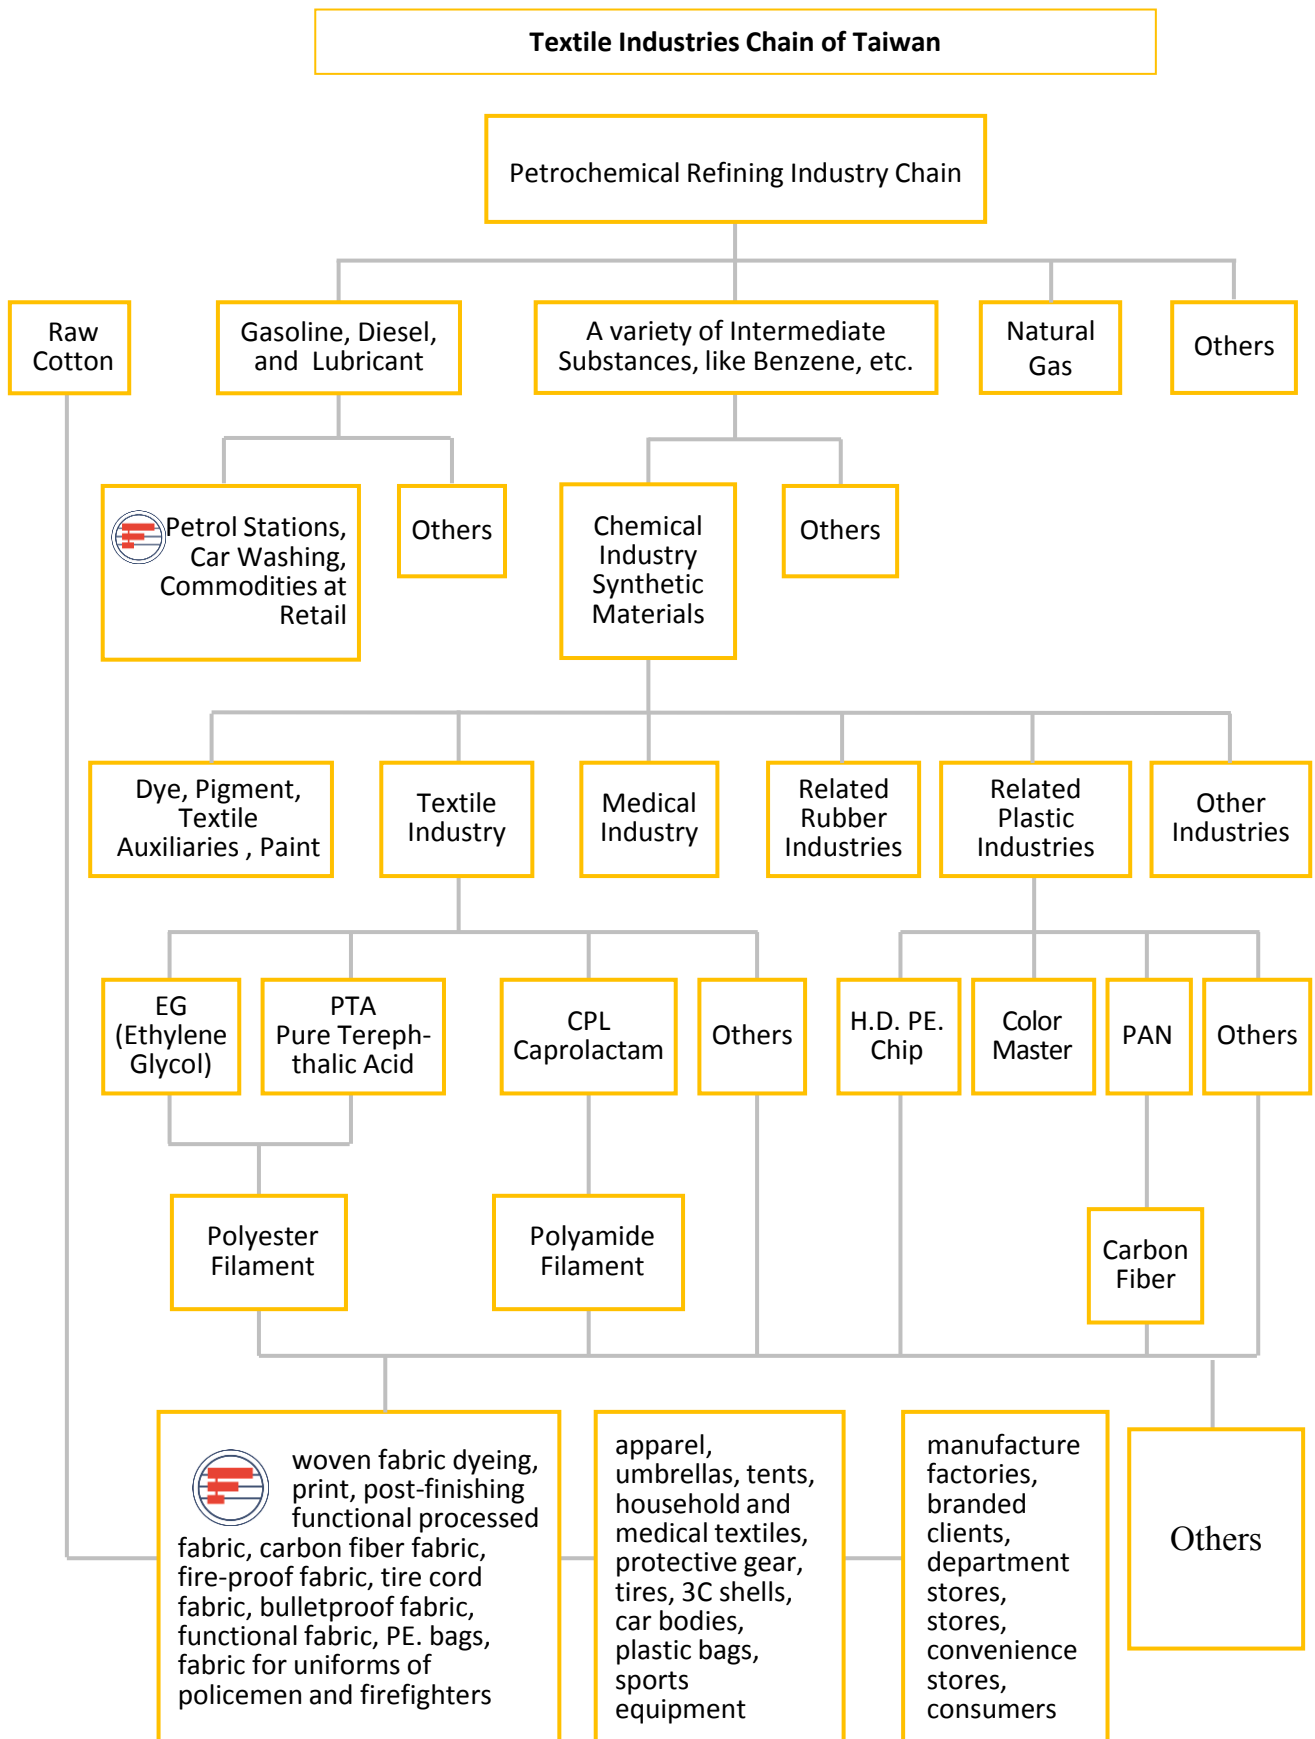 Textile Industries Chain of Taiwan
Petrochemical Refining Industry Chain
Raw
Cotton
Gasoline, Diesel,
and Lubricant
A variety of Intermediate
Substances, like Benzene, etc.
Natural
Gas
Others
Petrol Stations,
Car Washing,
Commodities at
Retail
Others
Chemical
Industry
Synthetic
Materials
Others
Dye, Pigment,
Textile
Auxiliaries , Paint
Textile
Industry
Medical
Industry
Related
Rubber
Industries
Related
Plastic
Industries
Other
Industries
EG
(Ethylene
Glycol)
PTA
Pure Tereph-
thalic Acid
CPL
Caprolactam
Others
H.D. PE.
Chip
Color
Master
PAN
Others
Polyester
Filament
Polyamide
Filament
Carbon
Fiber
woven fabric dyeing,
print, post-finishing
functional processed
fabric, carbon fiber fabric,
fire-proof fabric, tire cord
fabric, bulletproof fabric,
functional fabric, PE. bags,
fabric for uniforms of
policemen and firefighters
apparel,
umbrellas, tents,
household and
medical textiles,
protective gear,
tires, 3C shells,
car bodies,
plastic bags,
sports
equipment
manufacture
factories,
branded
clients,
department
stores,
stores,
convenience
stores,
consumers
Others